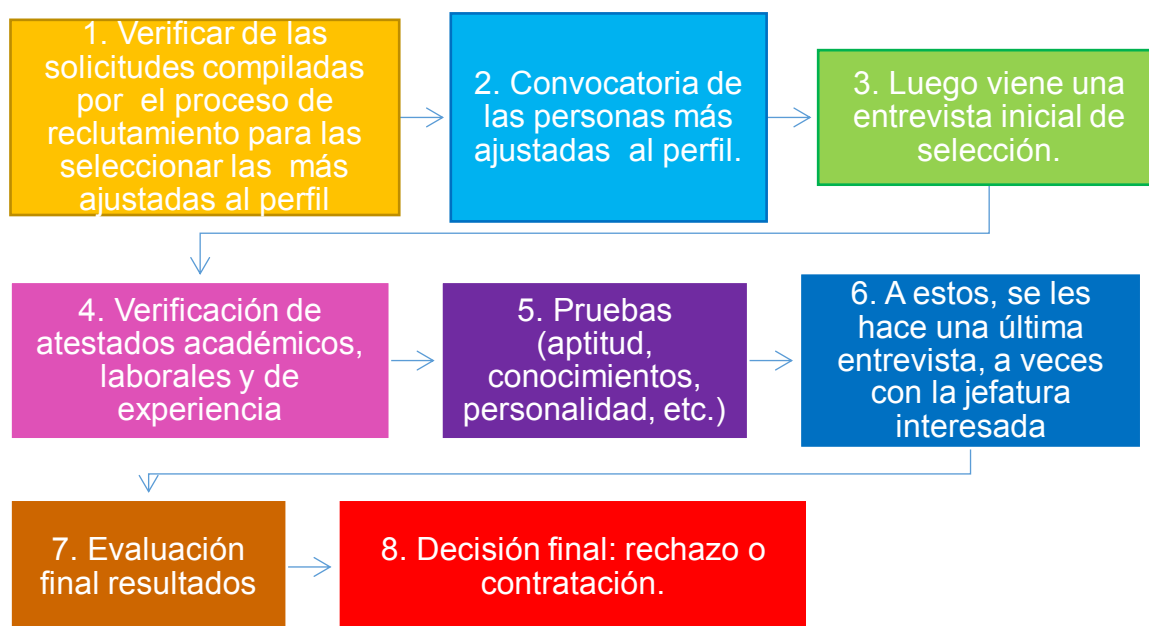 1. Verificar de las
solicitudes compiladas
por el proceso de
reclutamiento para las
seleccionar las más
ajustadas al perfil
2. Convocatoria de
las personas más
ajustadas al perfil.
3. Luego viene una
entrevista inicial de
selección.
4. Verificación de
atestados académicos,
laborales y de
experiencia
5. Pruebas
(aptitud,
conocimientos,
personalidad, etc.)
6. A estos, se les
hace una última
entrevista, a veces
con la jefatura
interesada
7. Evaluación
final resultados
8. Decisión final: rechazo o
contratación.